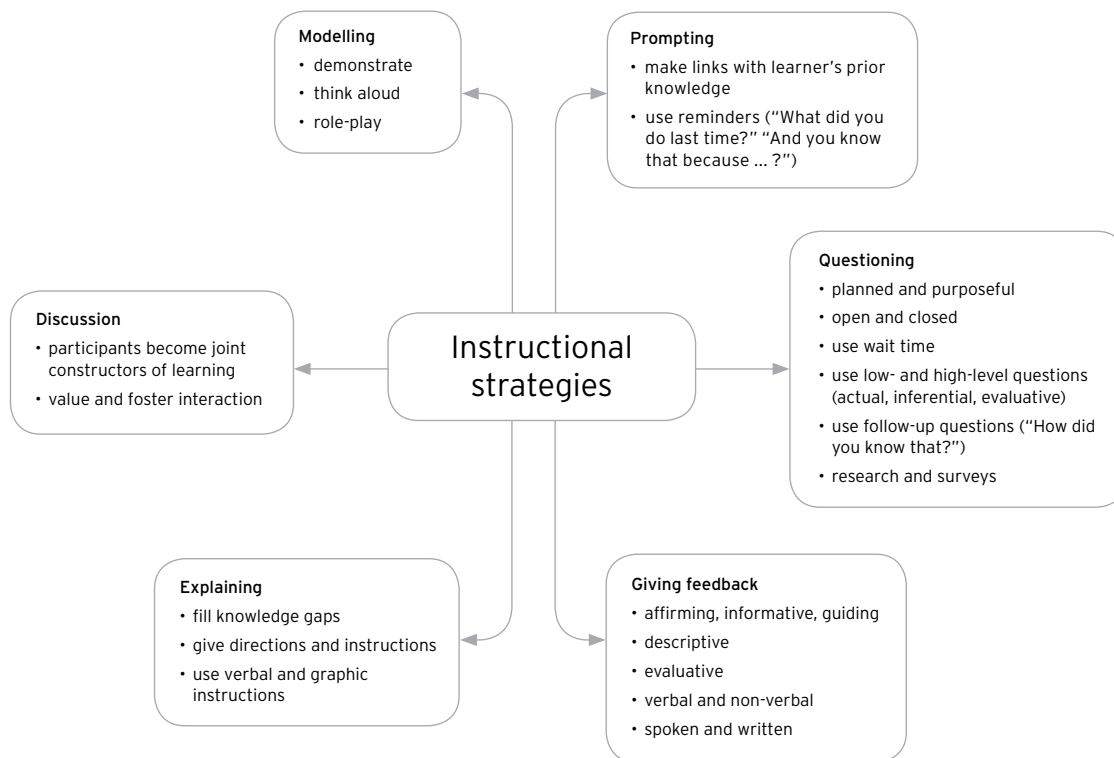 Modelling
• demonstrate
• think aloud
• role-play
Prompting
• make links with learner’s prior
knowledge
• use reminders (“What did you
do last time?” “And you know
that because ... ?”)
Questioning
• planned and purposeful
• open and closed
• use wait time
• use low- and high-level questions
(actual, inferential, evaluative)
• use follow-up questions (“How did
you know that?”)
• research and surveys
Discussion
• participants become joint
constructors of learning
• value and foster interaction
Instructional
strategies
Explaining
• fill knowledge gaps
• give directions and instructions
• use verbal and graphic
instructions
Giving feedback
• affirming, informative, guiding
• descriptive
• evaluative
• verbal and non-verbal
• spoken and written